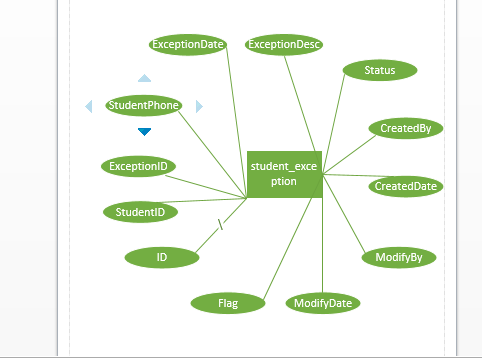 ExceptionDate
ExceptionDesc
Status
StudentPhone
CreatedBy
ExceptionID
student_exce
ption
CreatedDate
StudentID
ID
ModifyBy
Flag
ModifyDate